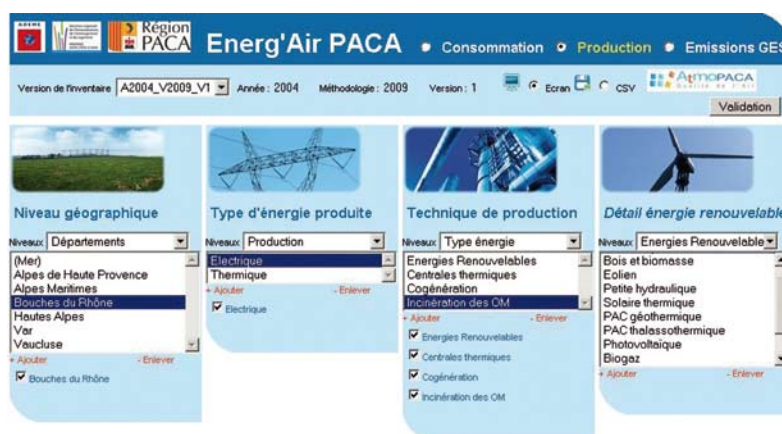 ADEME
Région
PACA
Energ'Air PACA
Consommation
Production
Emissions GES
Version de l'inventaire
A2004_V2009_V1
Année : 2004
Méthodologie : 2009
Version : 1
Ecran
CSV
ATMOPACA
Qualité de l'Air
Validation
Niveau géographique
Niveaux
Départements
(Mer)
Alpes de Haute Provence
Alpes Maritimes
Bouches du Rhône
Hautes Alpes
Var
Vaucluse
+ Ajouter
- Enlever
Bouches du Rhône
Type d'énergie produite
Niveaux
Production
Electrique
Thermique
+ Ajouter
- Enlever
Electrique
Technique de production
Niveaux
Type énergie
Energies Renouvelables
Centrales thermiques
Cogénération
Incinération des OM
+ Ajouter
- Enlever
Energies Renouvelables
Centrales thermiques
Cogénération
Incinération des OM
Détail énergie renouvelable
Niveaux
Energies Renouvelable
Bois et biomasse
Eolien
Petite hydraulique
Solaire thermique
PAC géothermique
PAC thalassothermique
Photovoltaïque
Biogaz
+ Ajouter
- Enlever